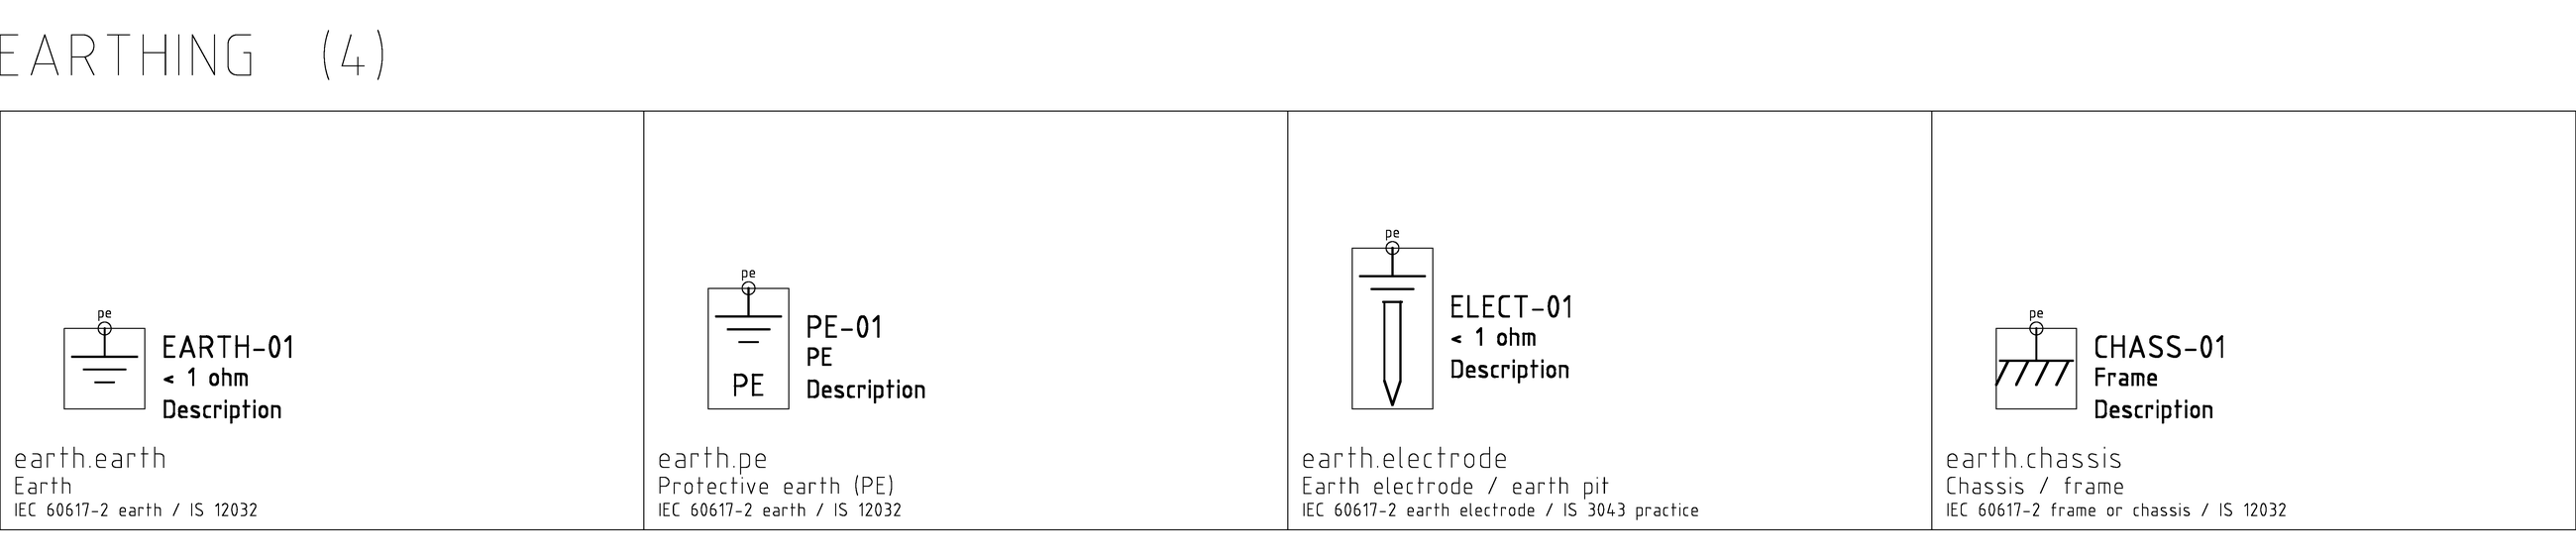 EARTHING (4)
pe
EARTH-01
< 1 ohm
Description
earth.earth
Earth
IEC 60617-2 earth / IS 12032
pe
PE
PE-01
PE
Description
earth.pe
Protective earth (PE)
IEC 60617-2 earth / IS 12032
pe
ELECT-01
< 1 ohm
Description
earth.electrode
Earth electrode / earth pit
IEC 60617-2 earth electrode / IS 3043 practice
pe
CHASS-01
Frame
Description
earth.chassis
Chassis / frame
IEC 60617-2 frame or chassis / IS 12032